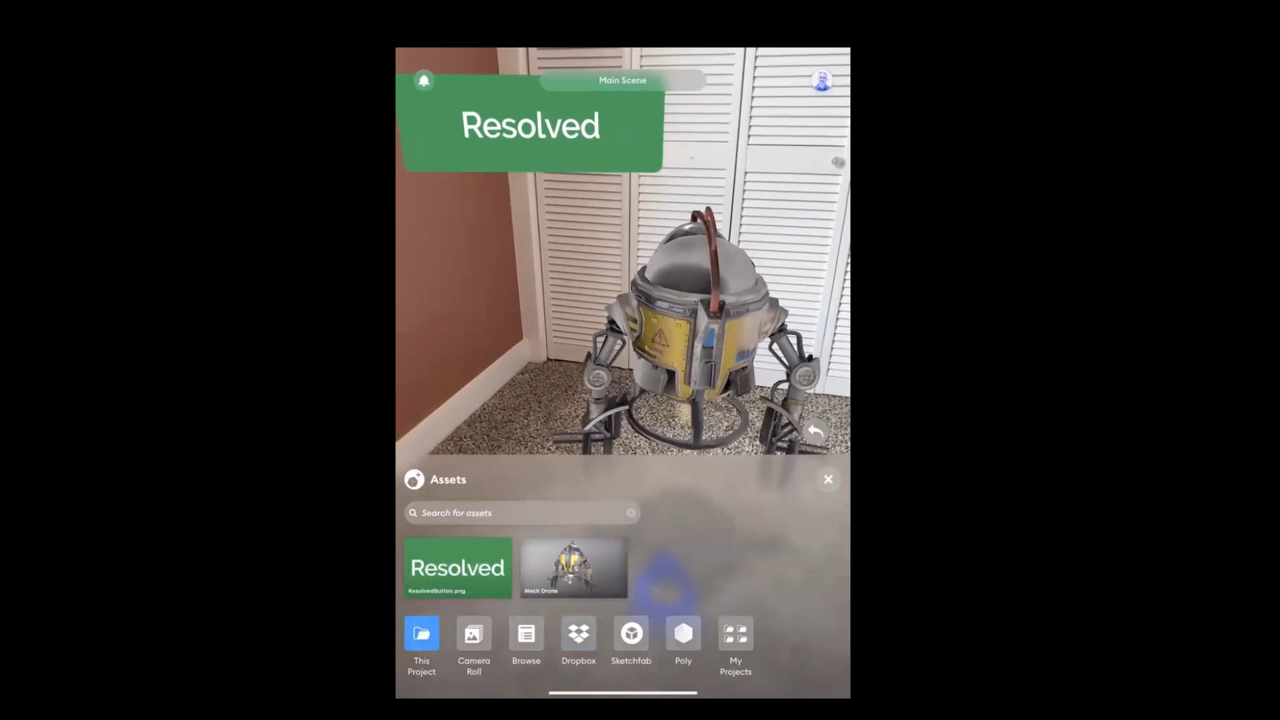 Main Scene
Resolved
Assets
Search for assets
Resolved
ResolvedButton.png
Mech Drone
This
Project
Camera
Roll
Browse
Dropbox
Sketchfab
Poly
My
Projects